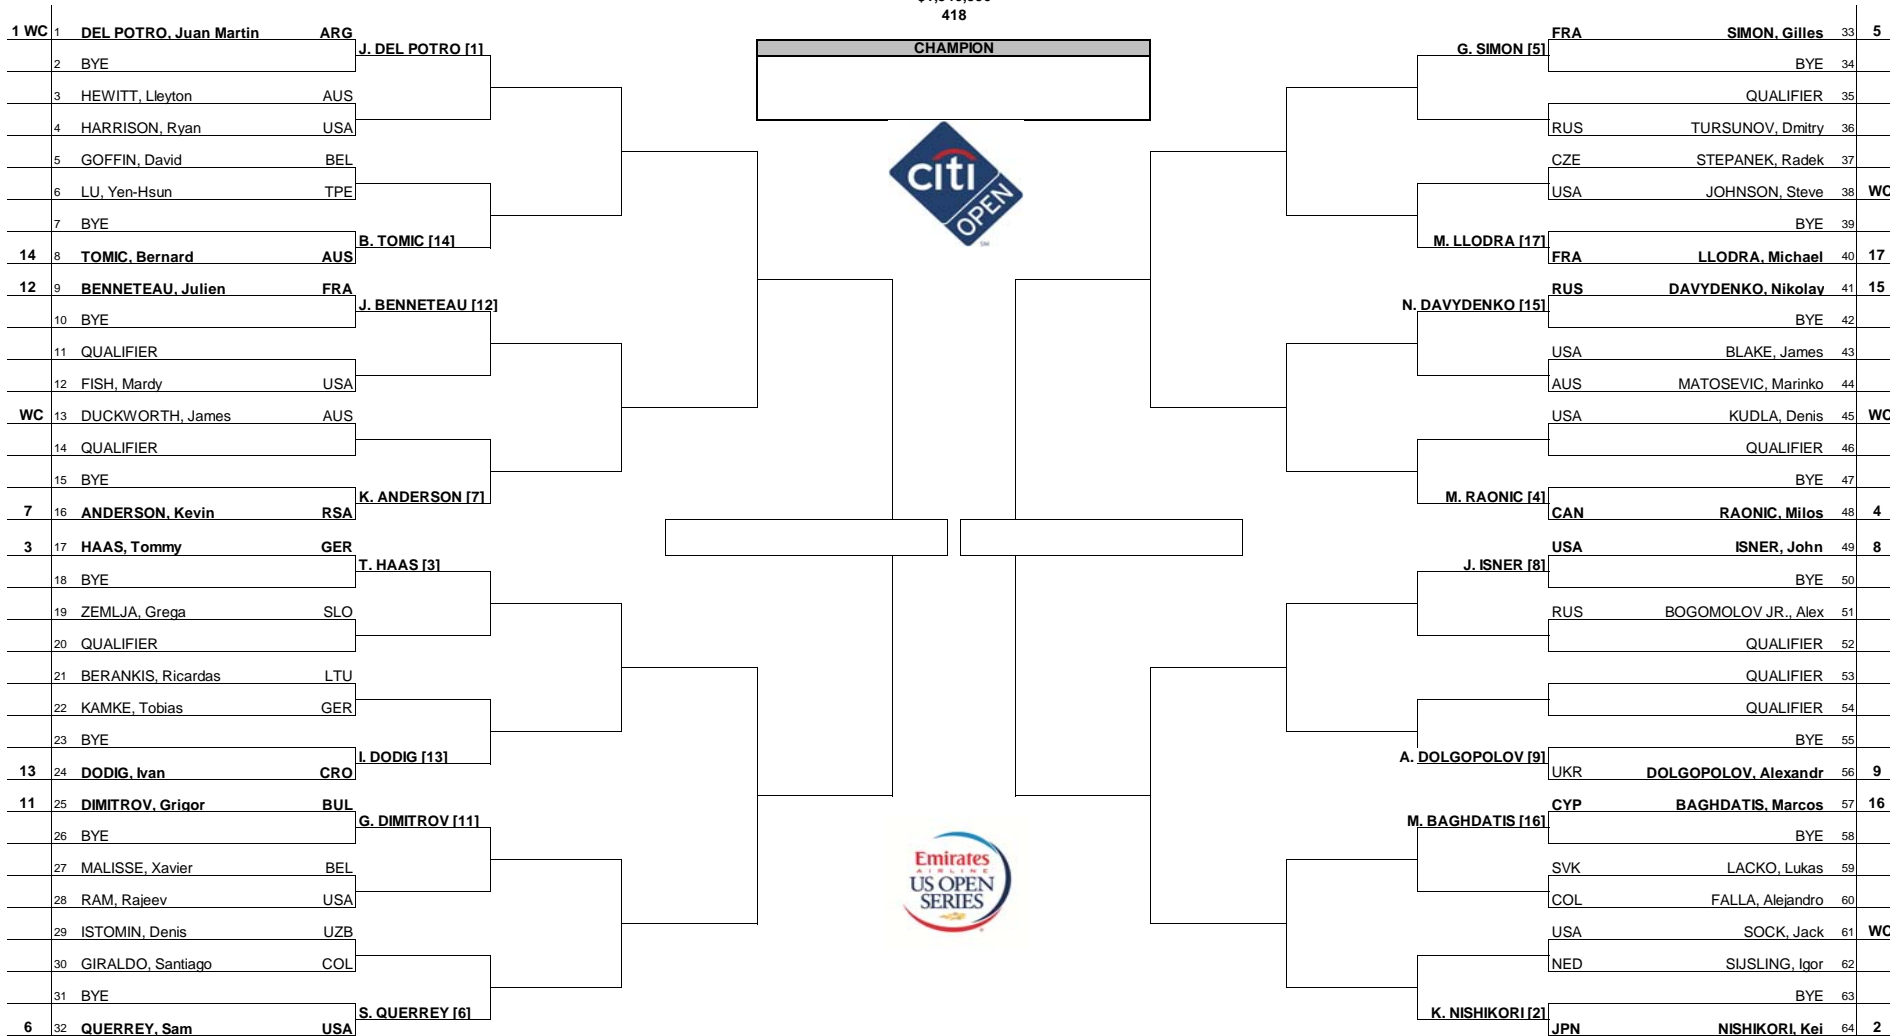 418
CHAMPION
1 WC 1 DEL POTRO, Juan Martin ARG
J. DEL POTRO [1]
2 BYE
3 HEWITT, Lleyton AUS
4 HARRISON, Ryan USA
5 GOFFIN, David BEL
6 LU, Yen-Hsun TPE
7 BYE
B. TOMIC [14]
14 8 TOMIC, Bernard AUS
12 9 BENNETEAU, Julien FRA
J. BENNETEAU [12]
10 BYE
11 QUALIFIER
12 FISH, Mardy USA
WC 13 DUCKWORTH, James AUS
14 QUALIFIER
15 BYE
K. ANDERSON [7]
7 16 ANDERSON, Kevin RSA
3 17 HAAS, Tommy GER
T. HAAS [3]
18 BYE
19 ZEMLJA, Grega SLO
20 QUALIFIER
21 BERANKIS, Ricardas LTU
22 KAMKE, Tobias GER
23 BYE
I. DODIG [13]
13 24 DODIG, Ivan CRO
11 25 DIMITROV, Grigor BUL
G. DIMITROV [11]
26 BYE
27 MALISSE, Xavier BEL
28 RAM, Rajeev USA
29 ISTOMIN, Denis UZB
30 GIRALDO, Santiago COL
31 BYE
S. QUERREY [6]
6 32 QUERREY, Sam USA
citi
OPEN
SM
Emirates
AIRLINE
US OPEN
SERIES
FRA SIMON, Gilles 33 5
G. SIMON [5]
BYE 34
QUALIFIER 35
RUS TURSUNOV, Dmitry 36
CZE STEPANEK, Radek 37
USA JOHNSON, Steve 38 WC
BYE 39
M. LLODRA [17]
FRA LLODRA, Michael 40 17
RUS DAVYDENKO, Nikolay 41 15
N. DAVYDENKO [15]
BYE 42
USA BLAKE, James 43
AUS MATOSEVIC, Marinko 44
USA KUDLA, Denis 45 WC
QUALIFIER 46
BYE 47
M. RAONIC [4]
CAN RAONIC, Milos 48 4
USA ISNER, John 49 8
J. ISNER [8]
BYE 50
RUS BOGOMOLOV JR., Alex 51
QUALIFIER 52
QUALIFIER 53
QUALIFIER 54
BYE 55
A. DOLGOPOLOV [9]
UKR DOLGOPOLOV, Alexandr 56 9
CYP BAGHDATIS, Marcos 57 16
M. BAGHDATIS [16]
BYE 58
SVK LACKO, Lukas 59
COL FALLA, Alejandro 60
USA SOCK, Jack 61 WC
NED SIJSLING, Igor 62
BYE 63
K. NISHIKORI [2]
JPN NISHIKORI, Kei 64 2